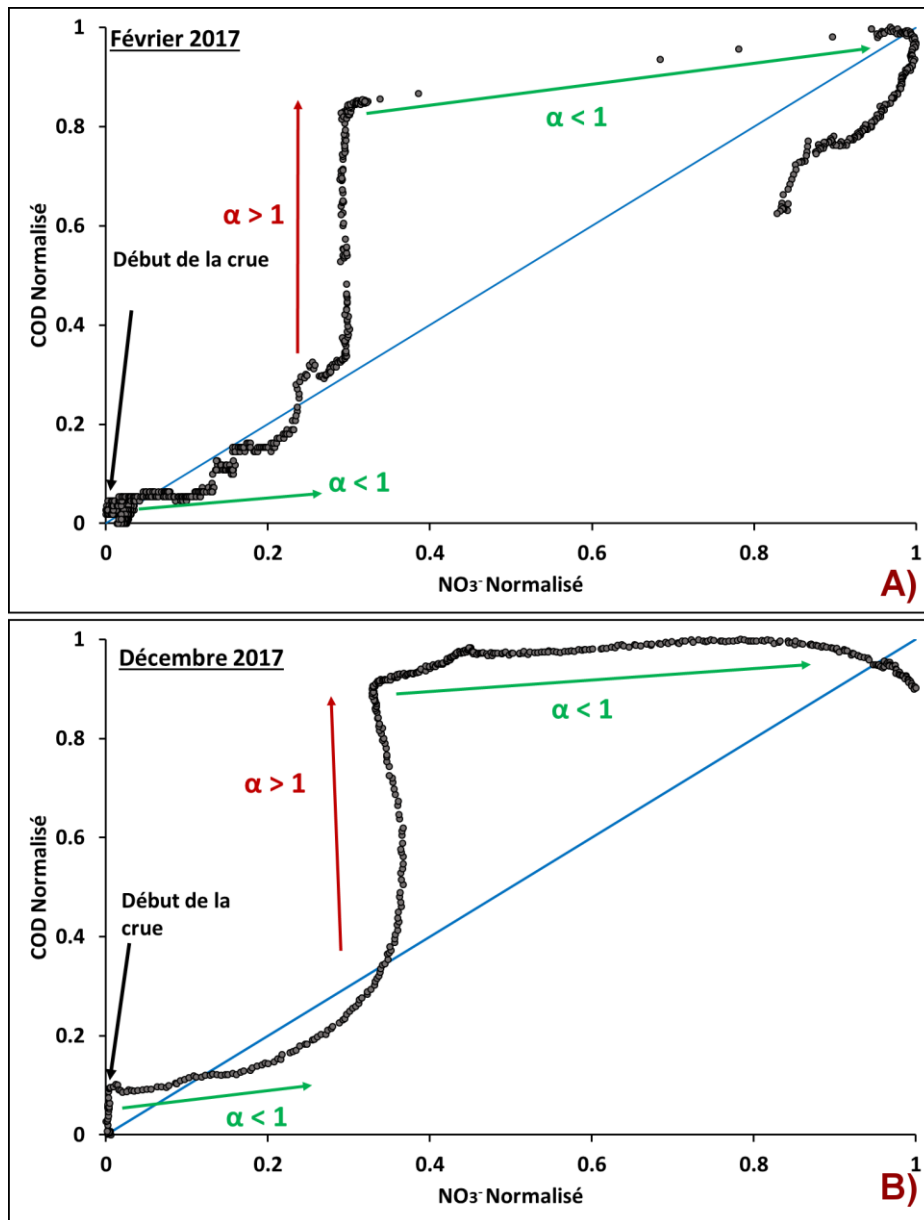 Février 2017
1
0.8
0.6
0.4
0.2
0
COD Normalisé
α < 1
α > 1
Début de la crue
α < 1
0
0.2
0.4
0.6
0.8
1
NO₃⁻ Normalisé
A)
Décembre 2017
1
0.8
0.6
0.4
0.2
0
COD Normalisé
α < 1
α > 1
Début de la
crue
α < 1
0
0.2
0.4
0.6
0.8
1
NO₃⁻ Normalisé
B)